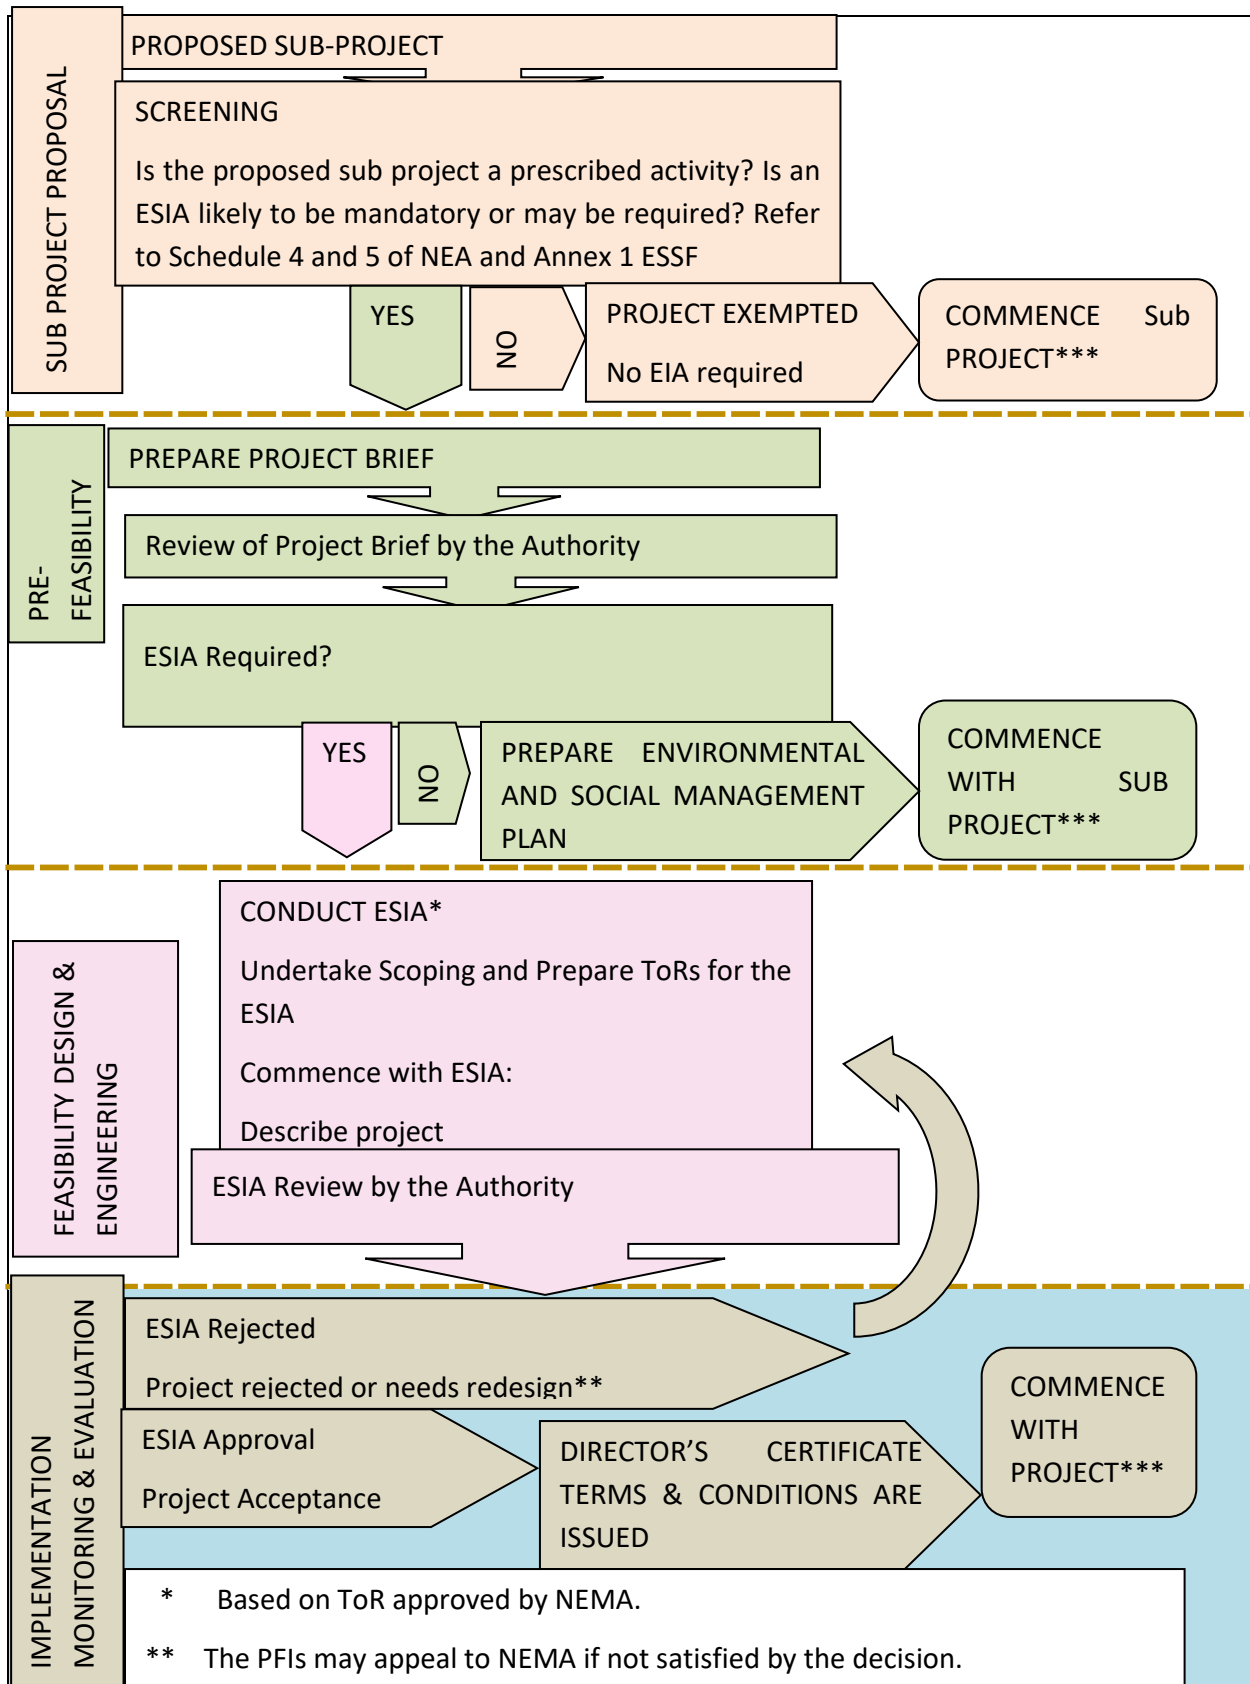 SUB PROJECT PROPOSAL
PROPOSED SUB-PROJECT
SCREENING
Is the proposed sub project a prescribed activity? Is an
ESIA likely to be mandatory or may be required? Refer
to Schedule 4 and 5 of NEA and Annex 1 ESSF
YES
NO
PROJECT EXEMPTED
No EIA required
COMMENCE Sub
PROJECT***
PRE-
FEASIBILITY
PREPARE PROJECT BRIEF
Review of Project Brief by the Authority
ESIA Required?
YES
NO
PREPARE ENVIRONMENTAL
AND SOCIAL MANAGEMENT
PLAN
COMMENCE
WITH SUB
PROJECT***
FEASIBILITY DESIGN &
ENGINEERING
CONDUCT ESIA*
Undertake Scoping and Prepare ToRs for the
ESIA
Commence with ESIA:
Describe project
ESIA Review by the Authority
IMPLEMENTATION
MONITORING & EVALUATION
ESIA Rejected
Project rejected or needs redesign**
ESIA Approval
Project Acceptance
DIRECTOR'S CERTIFICATE
TERMS & CONDITIONS ARE
ISSUED
COMMENCE
WITH
PROJECT***
* Based on ToR approved by NEMA.
** The PFIs may appeal to NEMA if not satisfied by the decision.